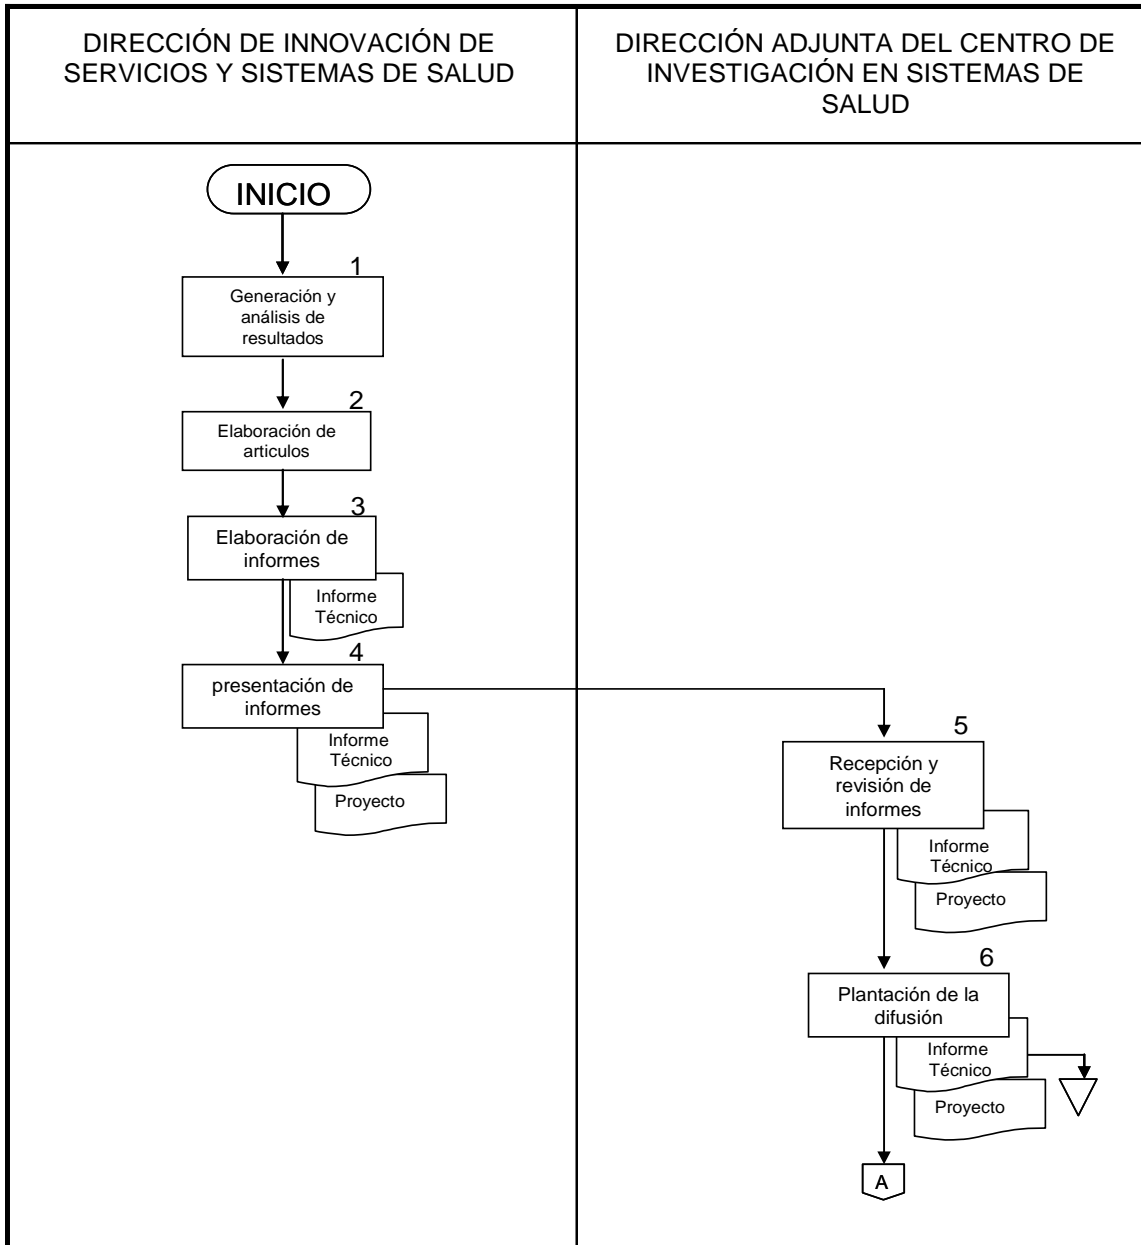 DIRECCIÓN DE INNOVACIÓN DE
SERVICIOS Y SISTEMAS DE SALUD
DIRECCIÓN ADJUNTA DEL CENTRO DE
INVESTIGACIÓN EN SISTEMAS DE
SALUD
INICIO
1
Generación y
análisis de
resultados
2
Elaboración de
articulos
3
Elaboración de
informes
Informe
Técnico
4
presentación de
informes
Informe
Técnico
Proyecto
5
Recepción y
revisión de
informes
Informe
Técnico
Proyecto
6
Plantación de la
difusión
Informe
Técnico
Proyecto
A